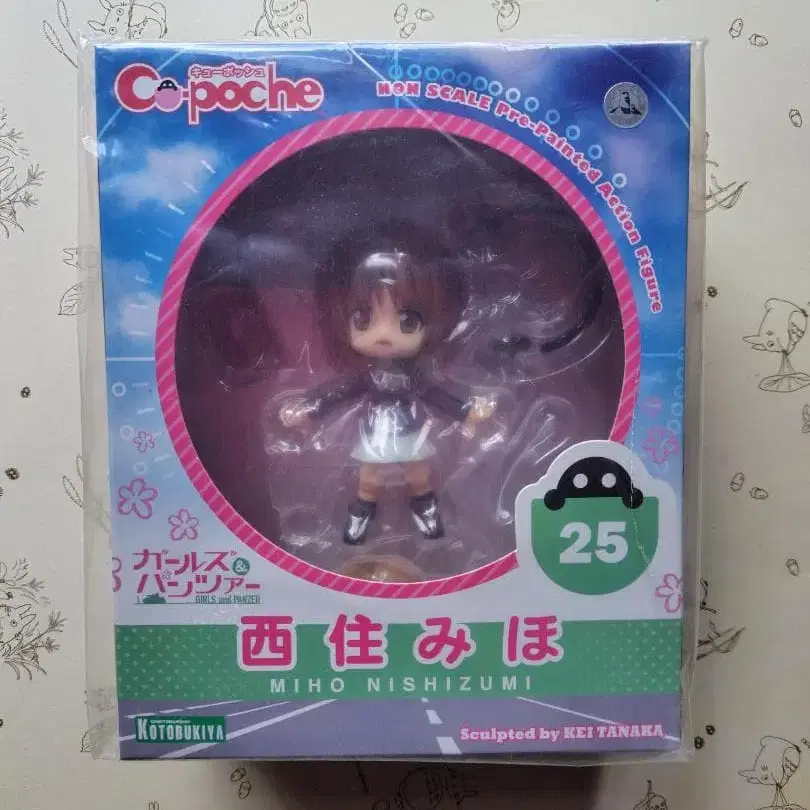 キューポッシュ
Cu-poche
NON SCALE Pre-Painted Action Figure
25
ガールズ&
パンツァー
GIRLS und PANZER
西住みほ
MIHO NISHIZUMI
KOTOBUKIYA
Sculpted by KEI TANAKA